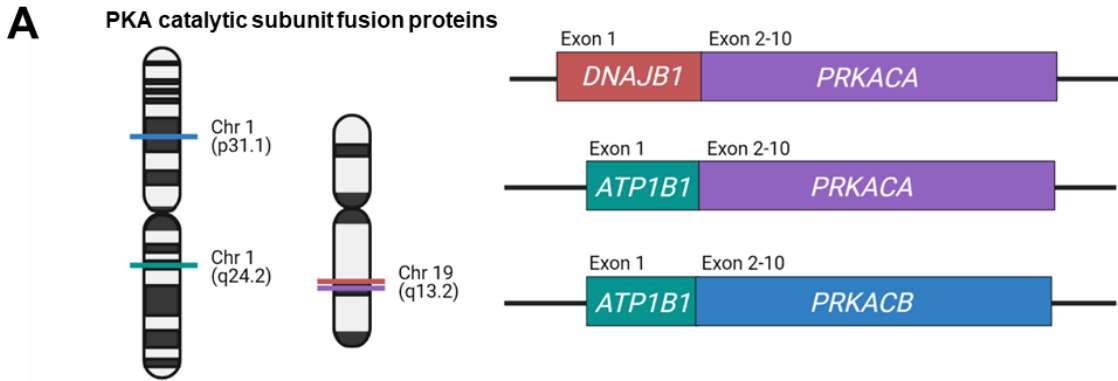 A
PKA catalytic subunit fusion proteins
Chr 1
(p31.1)
Chr 1
(q24.2)
Chr 19
(q13.2)
Exon 1
Exon 2-10
DNAJB1
PRKACA
Exon 1
Exon 2-10
ATP1B1
PRKACA
Exon 1
Exon 2-10
ATP1B1
PRKACB